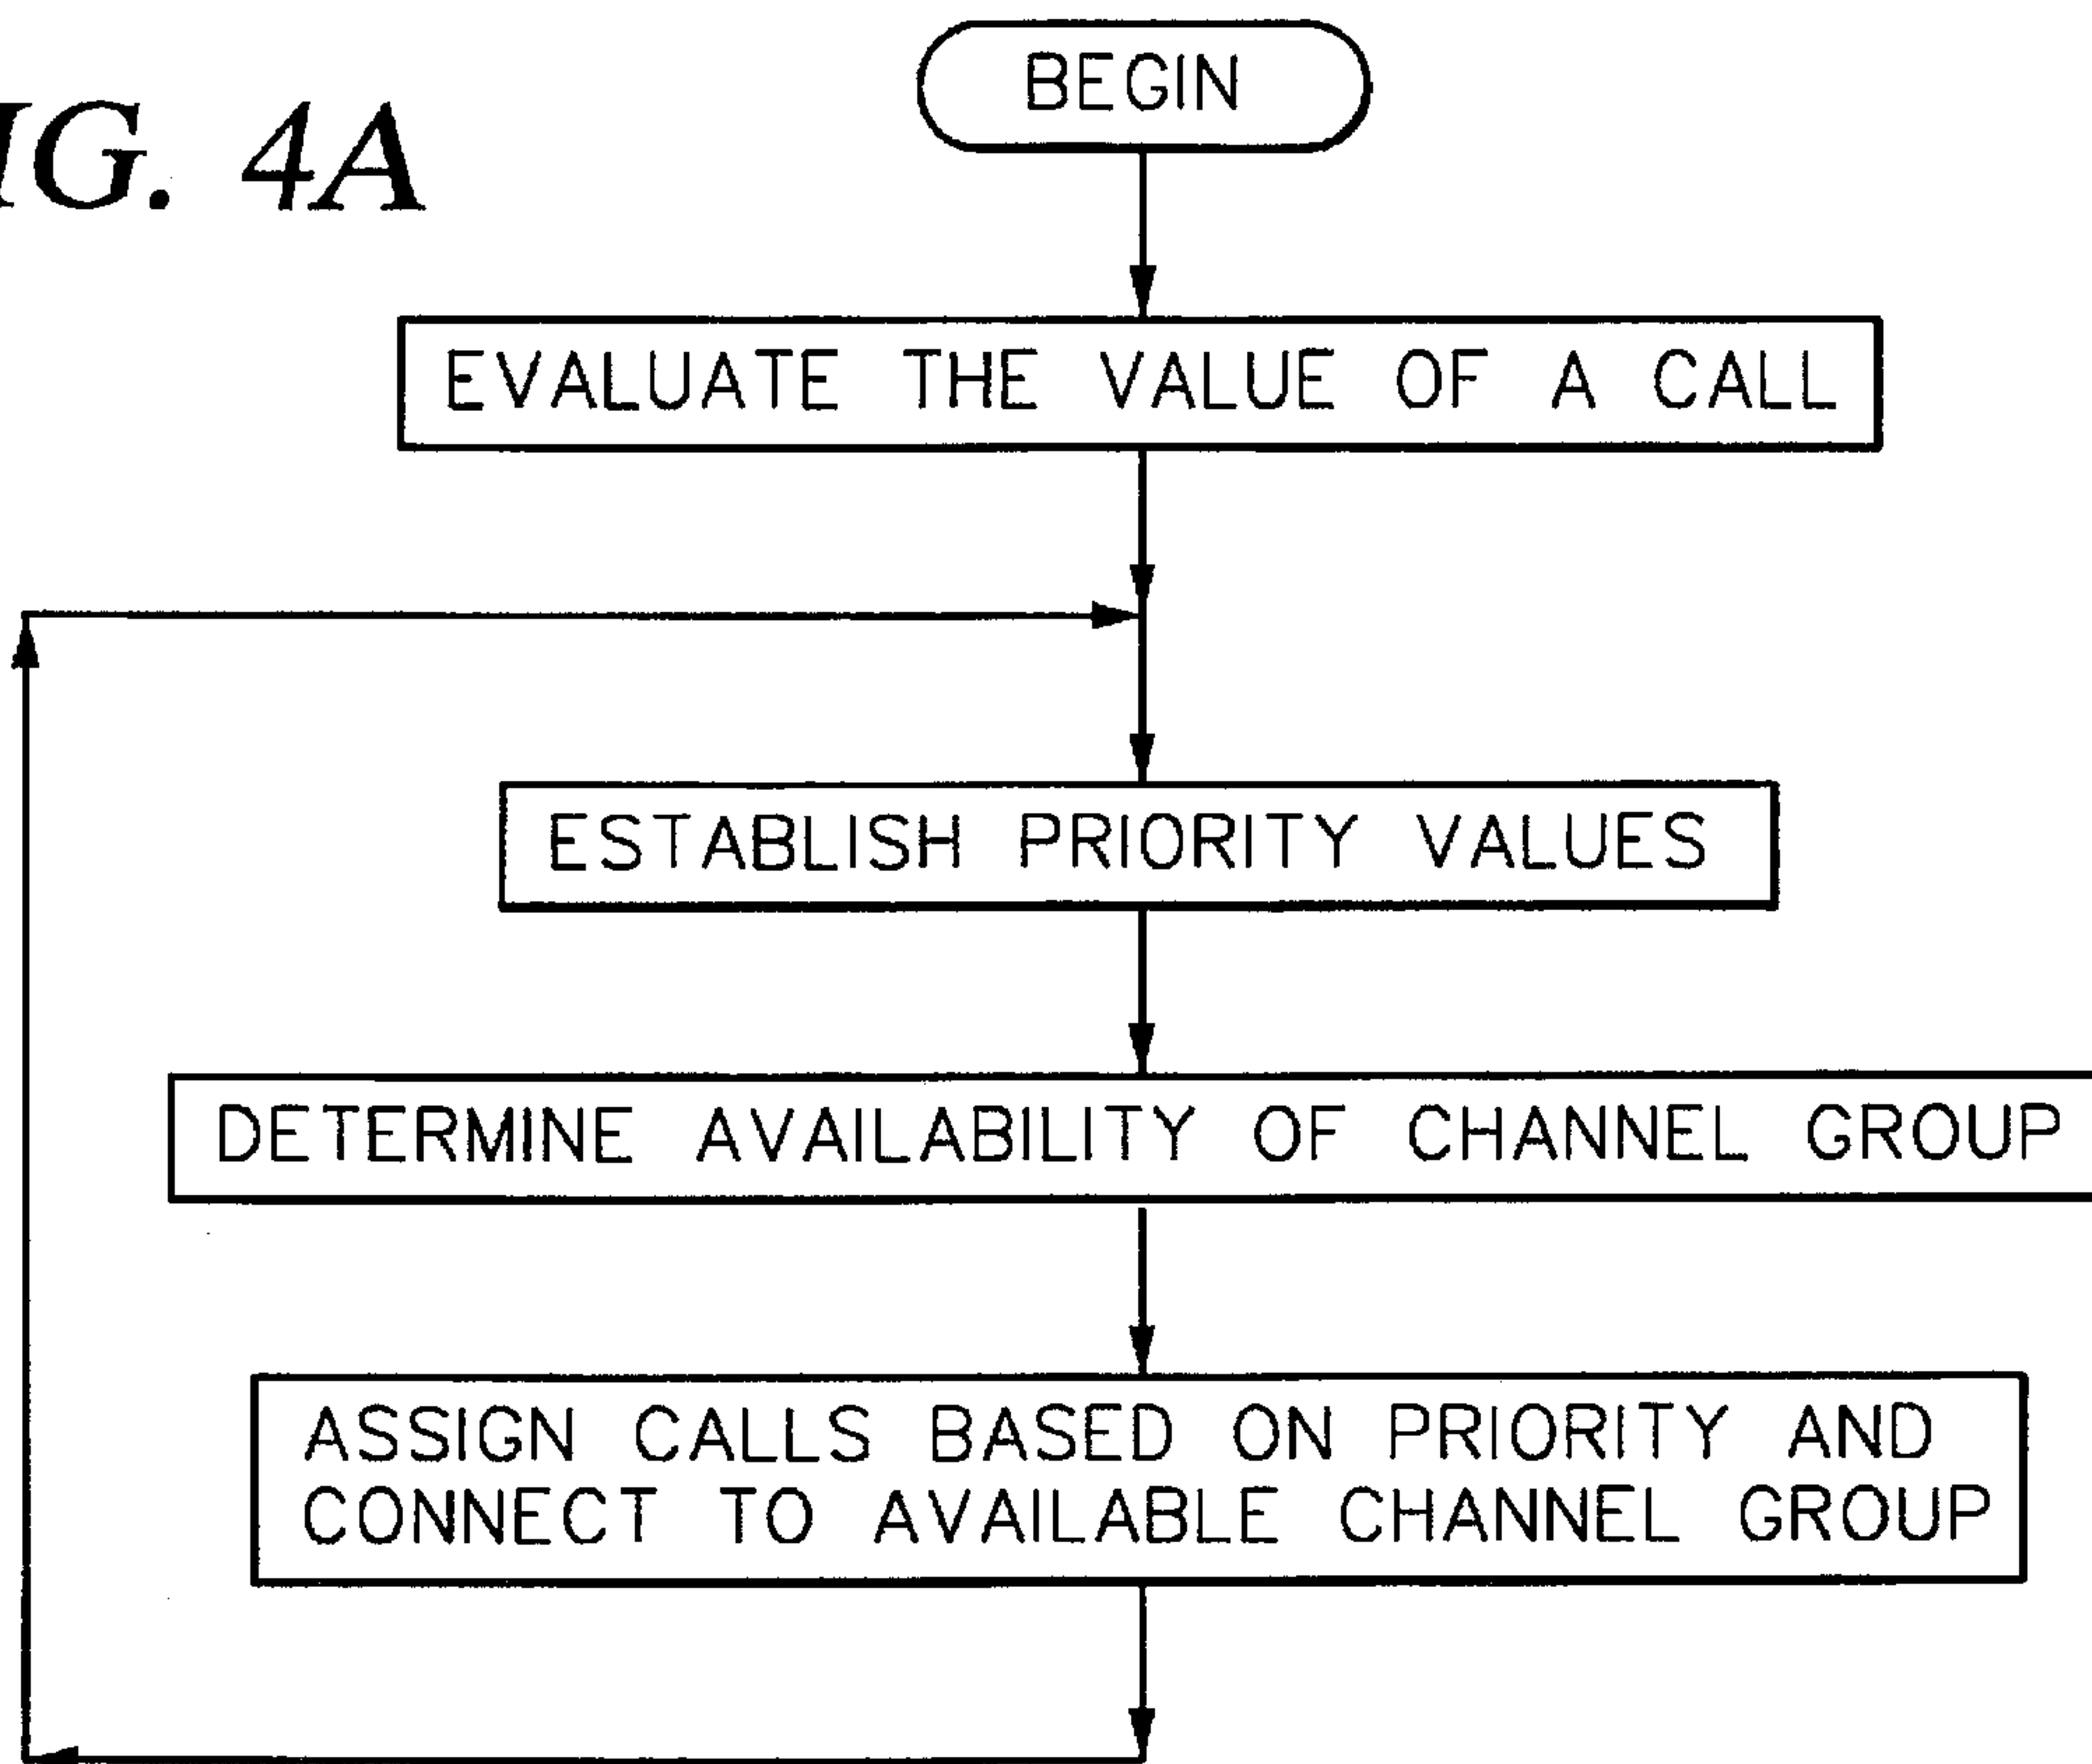 IG. 4A
BEGIN
EVALUATE THE VALUE OF A CALL
ESTABLISH PRIORITY VALUES
DETERMINE AVAILABILITY OF CHANNEL GROUP
ASSIGN CALLS BASED ON PRIORITY AND
CONNECT TO AVAILABLE CHANNEL GROUP